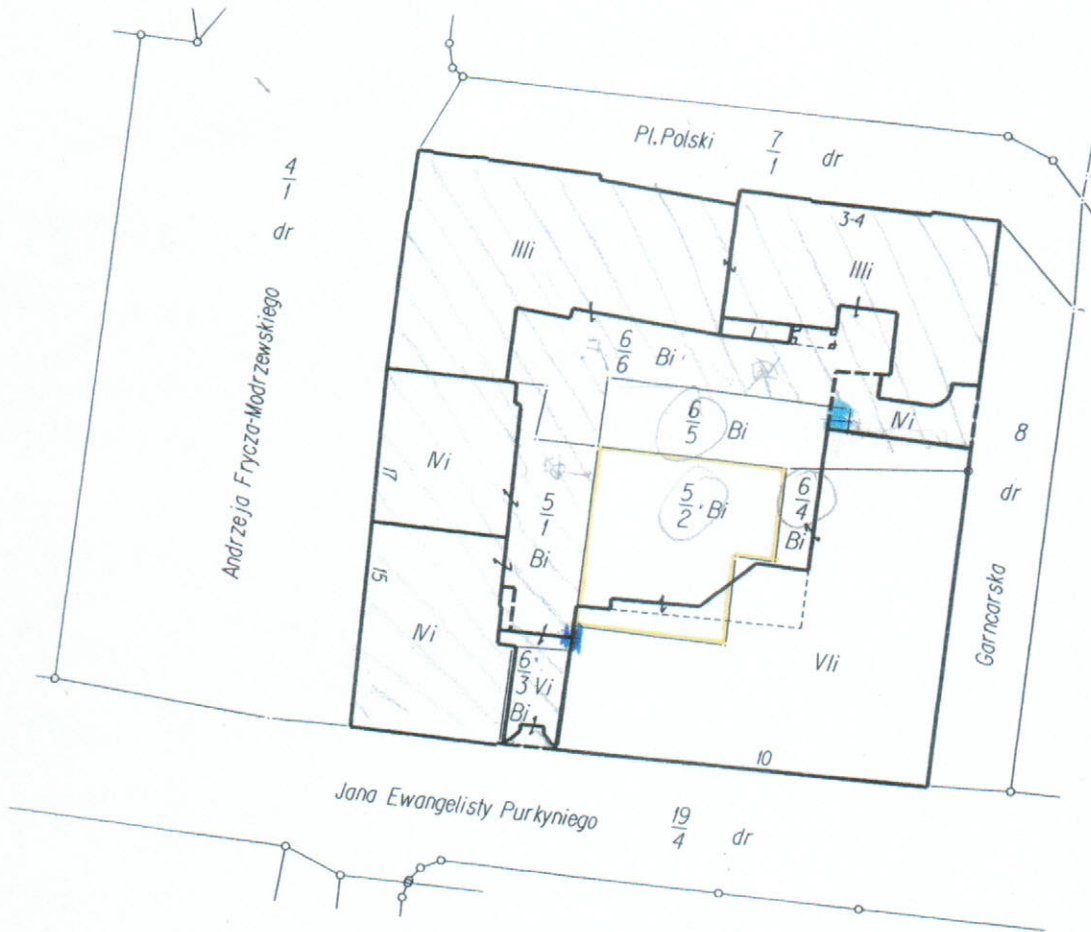 Pl.Polski 7/1 dr
4/1
dr
3-4
IIIi
IIIi
6/6 Bi
6/5 Bi
IVi
8
dr
Andrzeja Frycza-Modrzewskiego
17
IVi
5/1
Bi
5/2 Bi
6/4
Bi
15
IVi
Garncarska
6/3 Vi
Bi
VIi
10
Jana Ewangelisty Purkyniego 19/4 dr